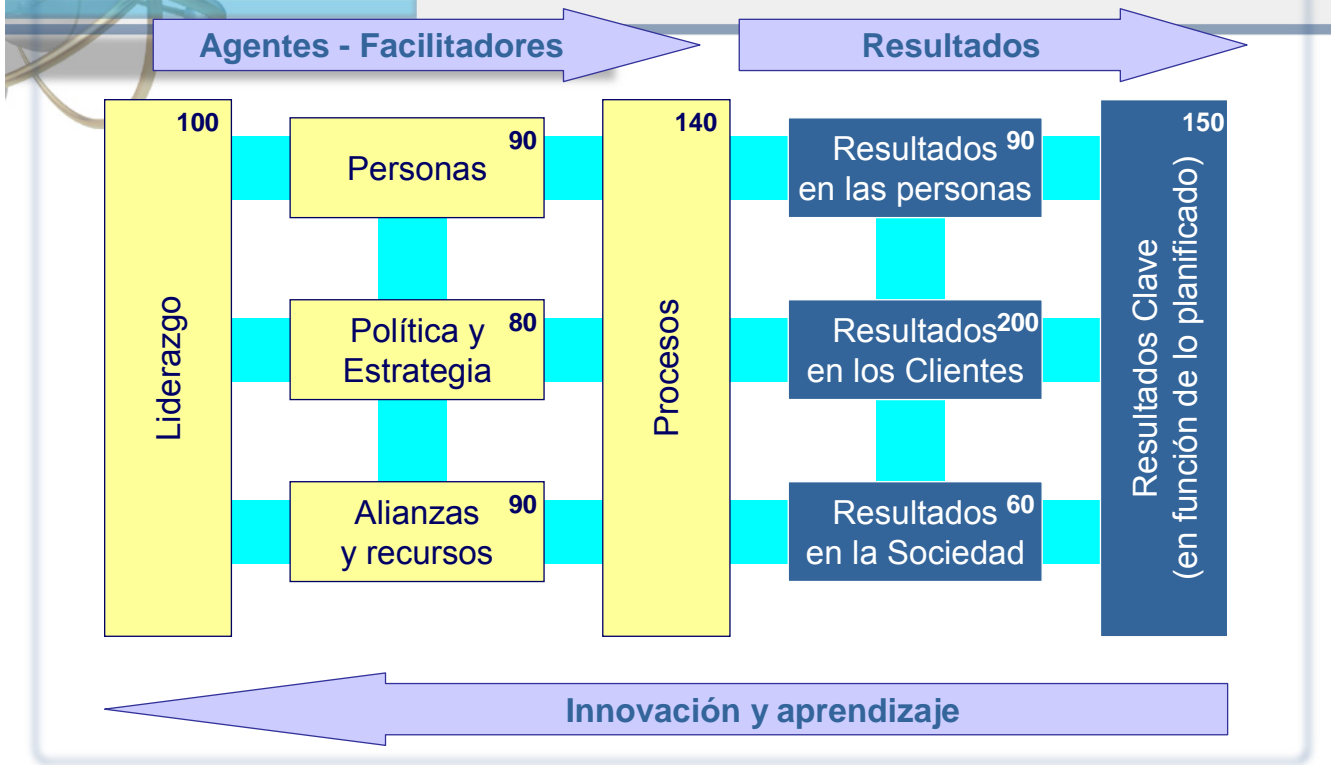 Agentes - Facilitadores
Resultados
100
Liderazgo
90
Personas
80
Política y
Estrategia
90
Alianzas
y recursos
140
Procesos
90
Resultados
en las personas
200
Resultados
en los Clientes
60
Resultados
en la Sociedad
150
Resultados Clave
(en función de lo planificado)
Innovación y aprendizaje